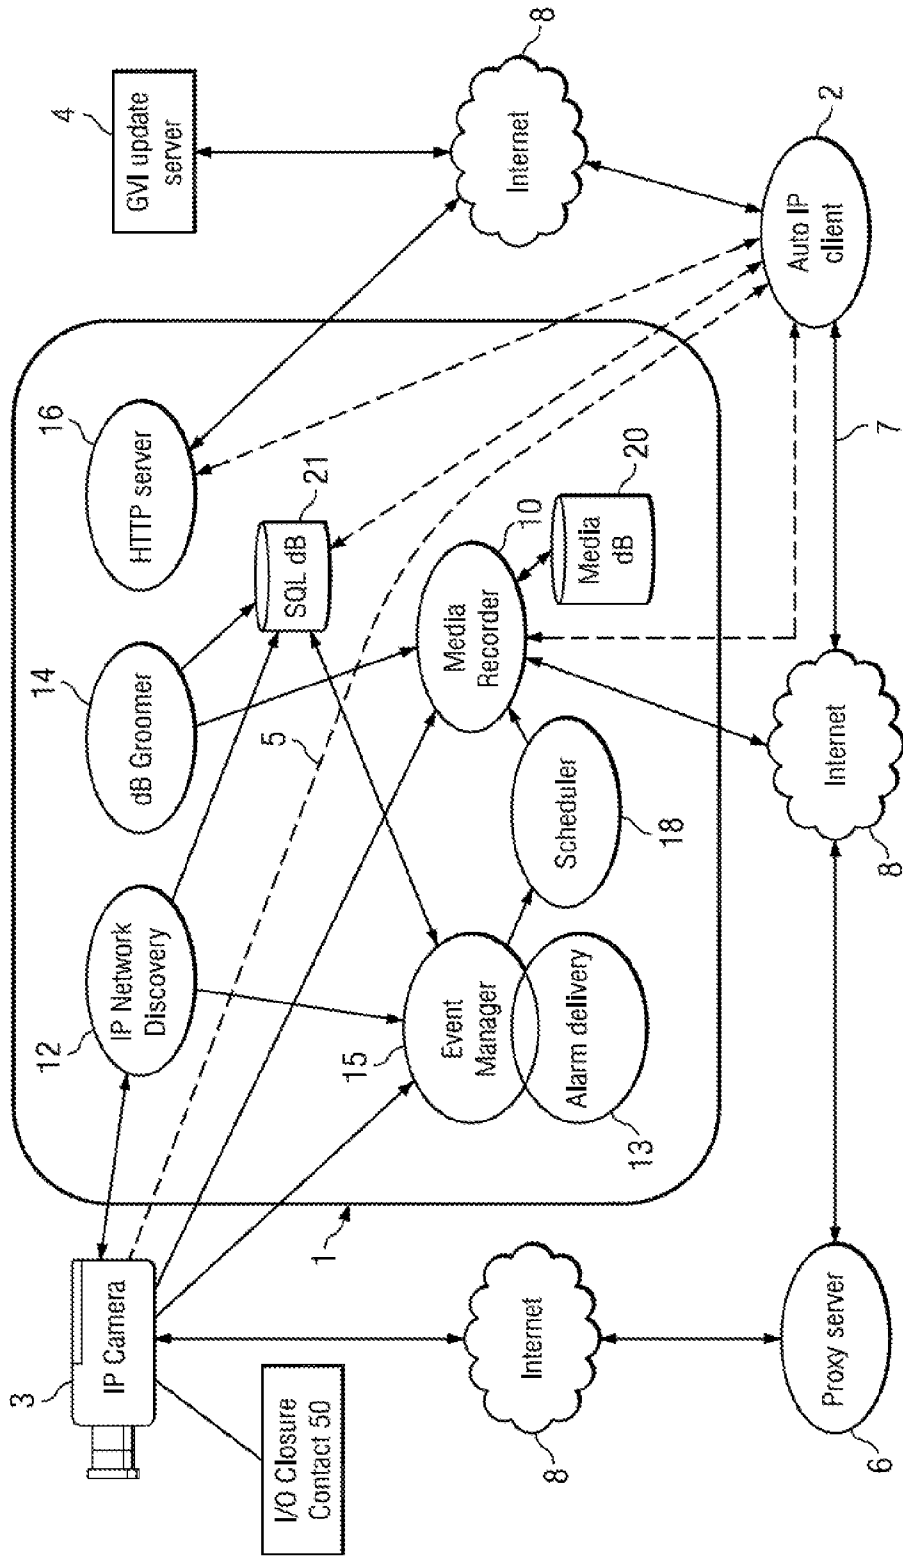 3
IP Camera
I/O Closure
Contact 50
12
IP Network
Discovery
14
dB Groomer
16
HTTP server
4
GVI update
server
21
SQL dB
5
10
Media
Recorder
20
Media
dB
15
Event
Manager
Alarm delivery
13
Scheduler
18
1
Internet
8
Internet
8
Internet
8
Proxy server
6
7
2
Auto IP
client